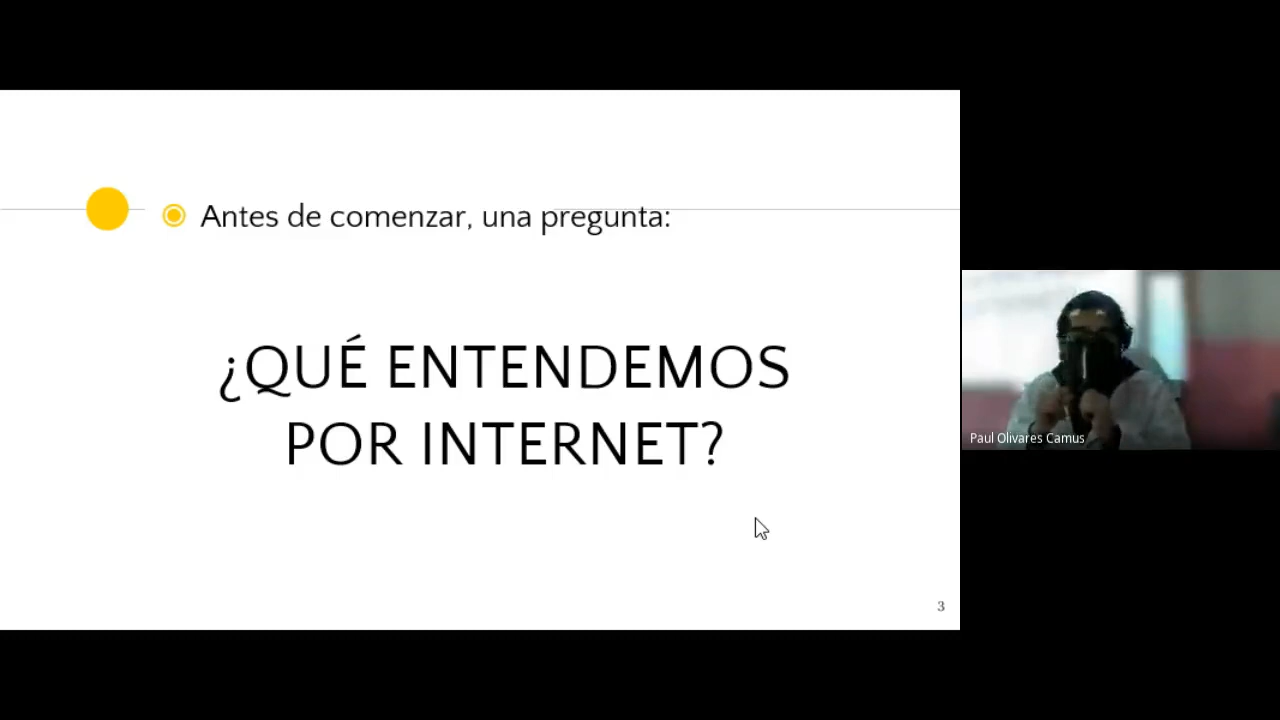 Antes de comenzar, una pregunta:
¿QUÉ ENTENDEMOS
POR INTERNET?
3
Paul Olivares Camus